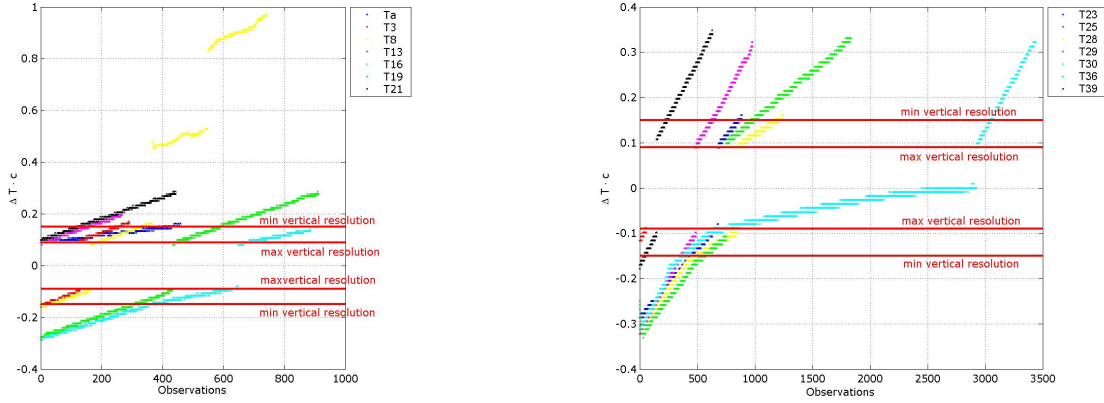 1
0.8
0.6
0.4
0.2
0
-0.2
-0.4
Δ T · c
0 200 400 600 800 1000
Observations
min vertical resolution
max vertical resolution
maxvertical resolution
min vertical resolution
Ta
T3
T8
T13
T16
T19
T21
0.4
0.3
0.2
0.1
0
-0.1
-0.2
-0.3
-0.4
Δ T · c
0 500 1000 1500 2000 2500 3000 3500
Observations
min vertical resolution
max vertical resolution
max vertical resolution
min vertical resolution
T23
T25
T28
T29
T30
T36
T39